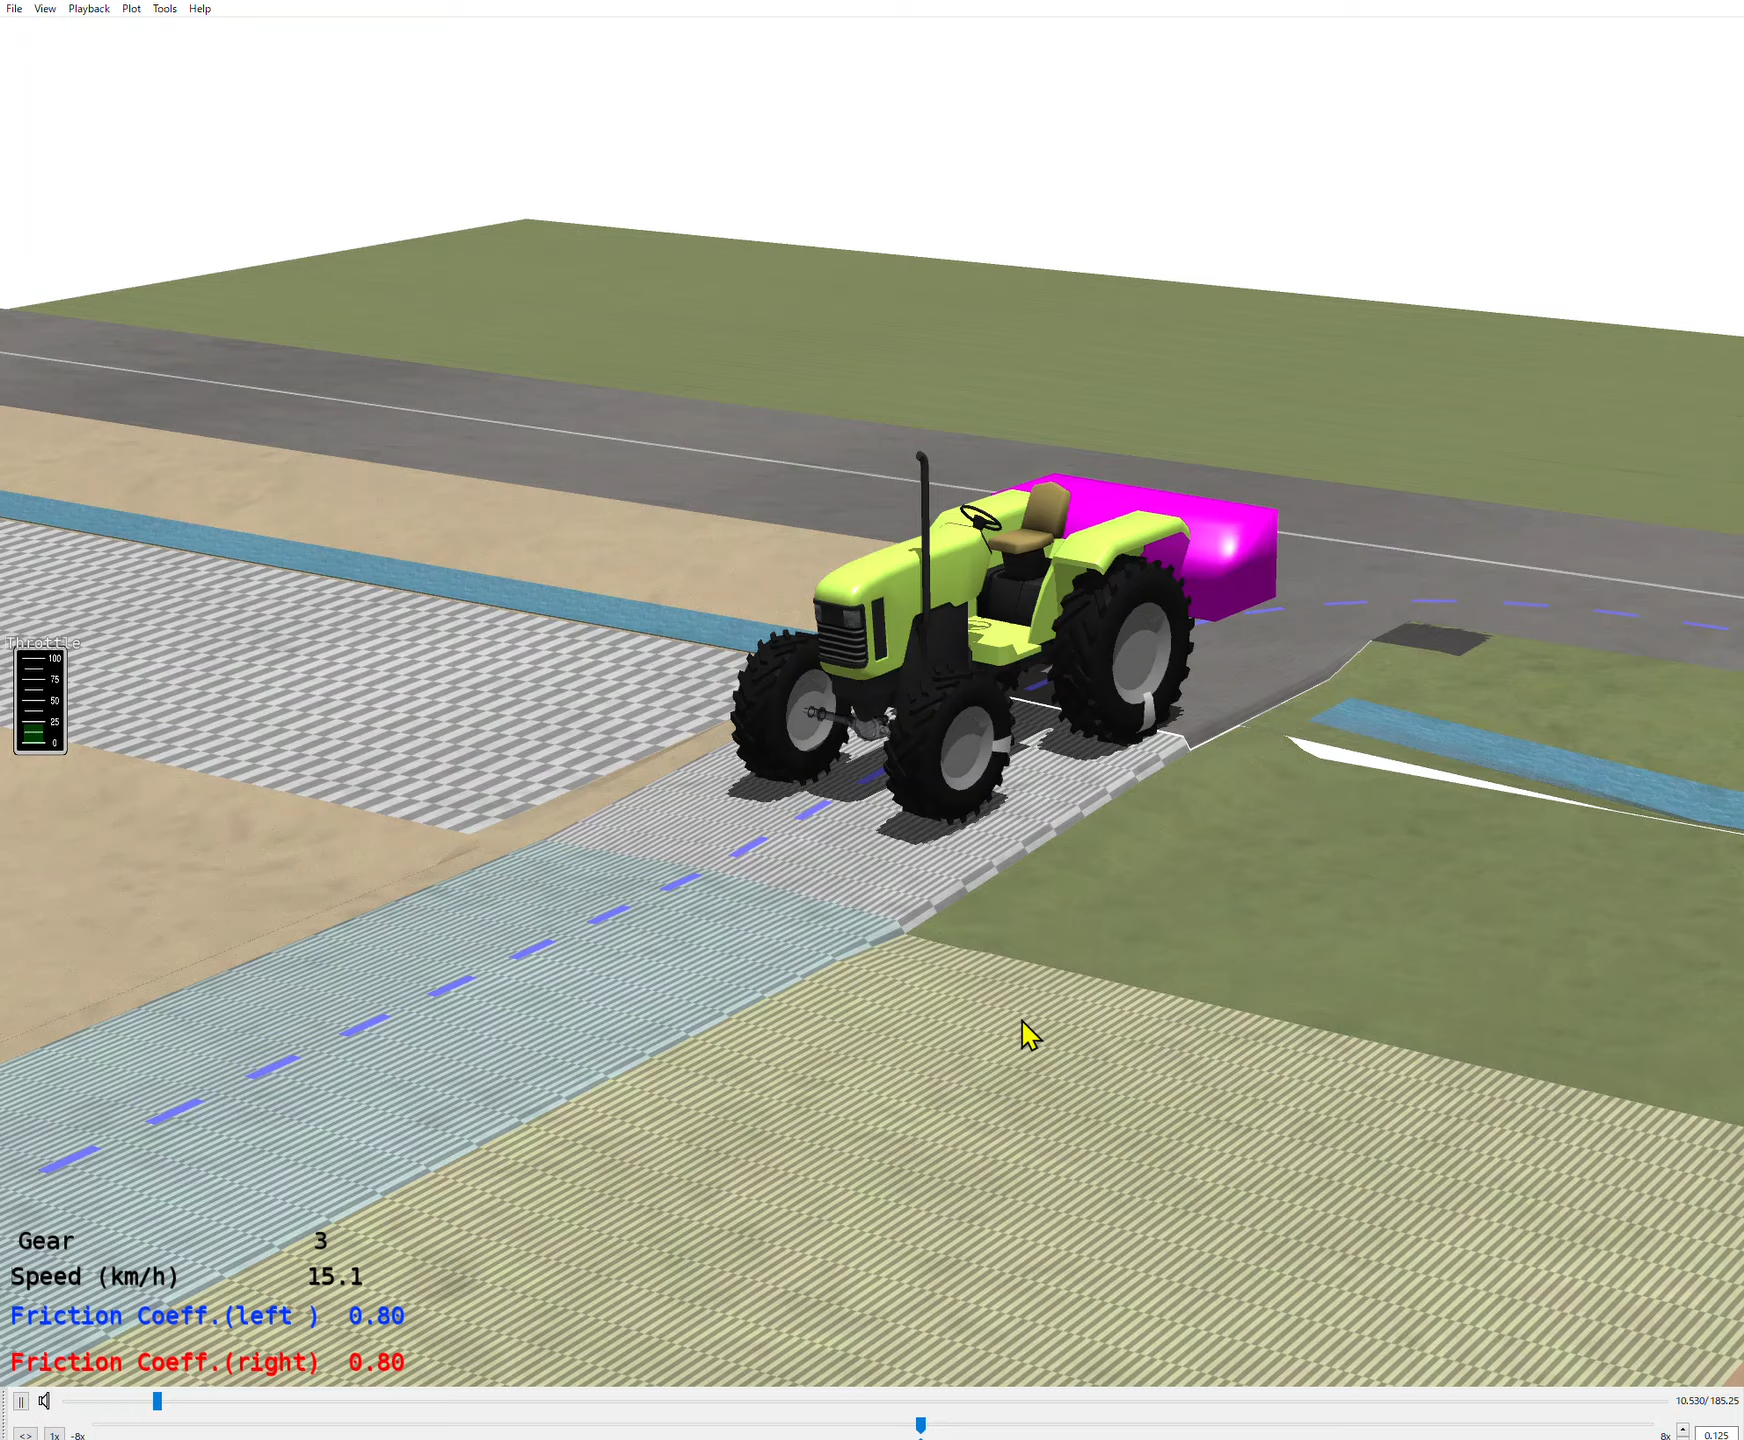 File View Playback Plot Tools Help
Throttle
100
75
50
25
0
Gear 3
Speed (km/h) 15.1
Friction Coeff.(left ) 0.80
Friction Coeff.(right) 0.80
10.530/185.25
<> 1x -8x 8x 0.125